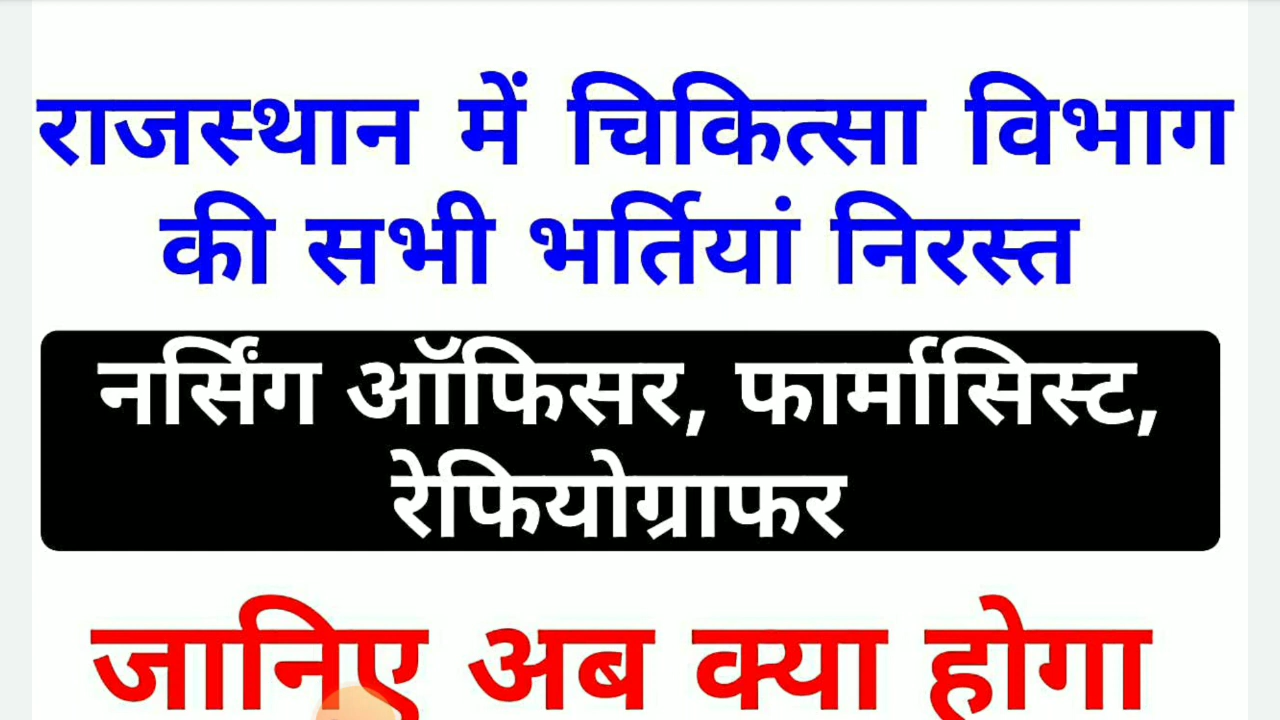 राजस्थान में चिकित्सा विभाग
की सभी भर्तियां निरस्त
नर्सिंग ऑफिसर, फार्मासिस्ट,
रेफियोग्राफर
जानिए अब क्या होगा